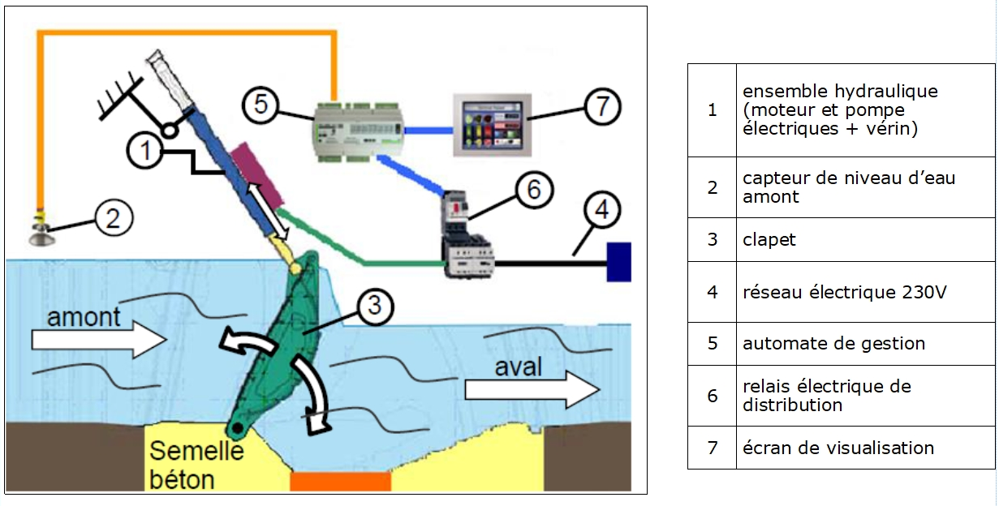 5
7
1
6
4
2
amont
3
aval
Semelle
béton
1
ensemble hydraulique
(moteur et pompe
électriques + vérin)
2
capteur de niveau d'eau
amont
3
clapet
4
réseau électrique 230V
5
automate de gestion
6
relais électrique de
distribution
7
écran de visualisation